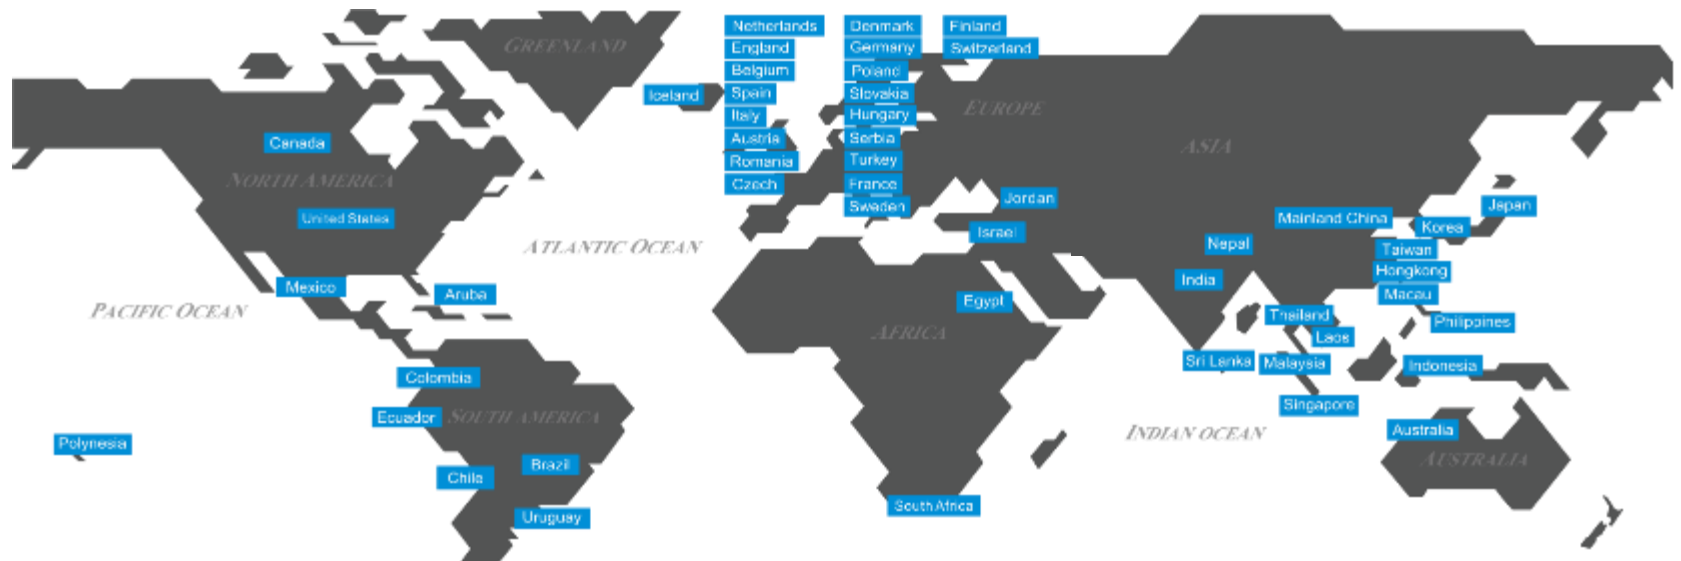 Netherlands
Denmark
Finland
GREENLAND
England
Germany
Switzerland
Belgium
Poland
Iceland
Spain
Slovakia
EUROPE
Italy
Hungary
Canada
Austria
Serbia
ASIA
Romania
Turkey
NORTH AMERICA
Czech
France
Jordan
Sweden
Japan
United States
Mainland China
Korea
Israel
ATLANTIC OCEAN
Nepal
Taiwan
Hongkong
India
Mexico
Aruba
Macau
Egypt
PACIFIC OCEAN
Thailand
Philippines
AFRICA
Laos
Sri Lanka
Malaysia
Indonesia
Colombia
Singapore
Ecuador
SOUTH AMERICA
Australia
INDIAN OCEAN
Polynesia
AUSTRALIA
Brazil
Chile
South Africa
Uruguay